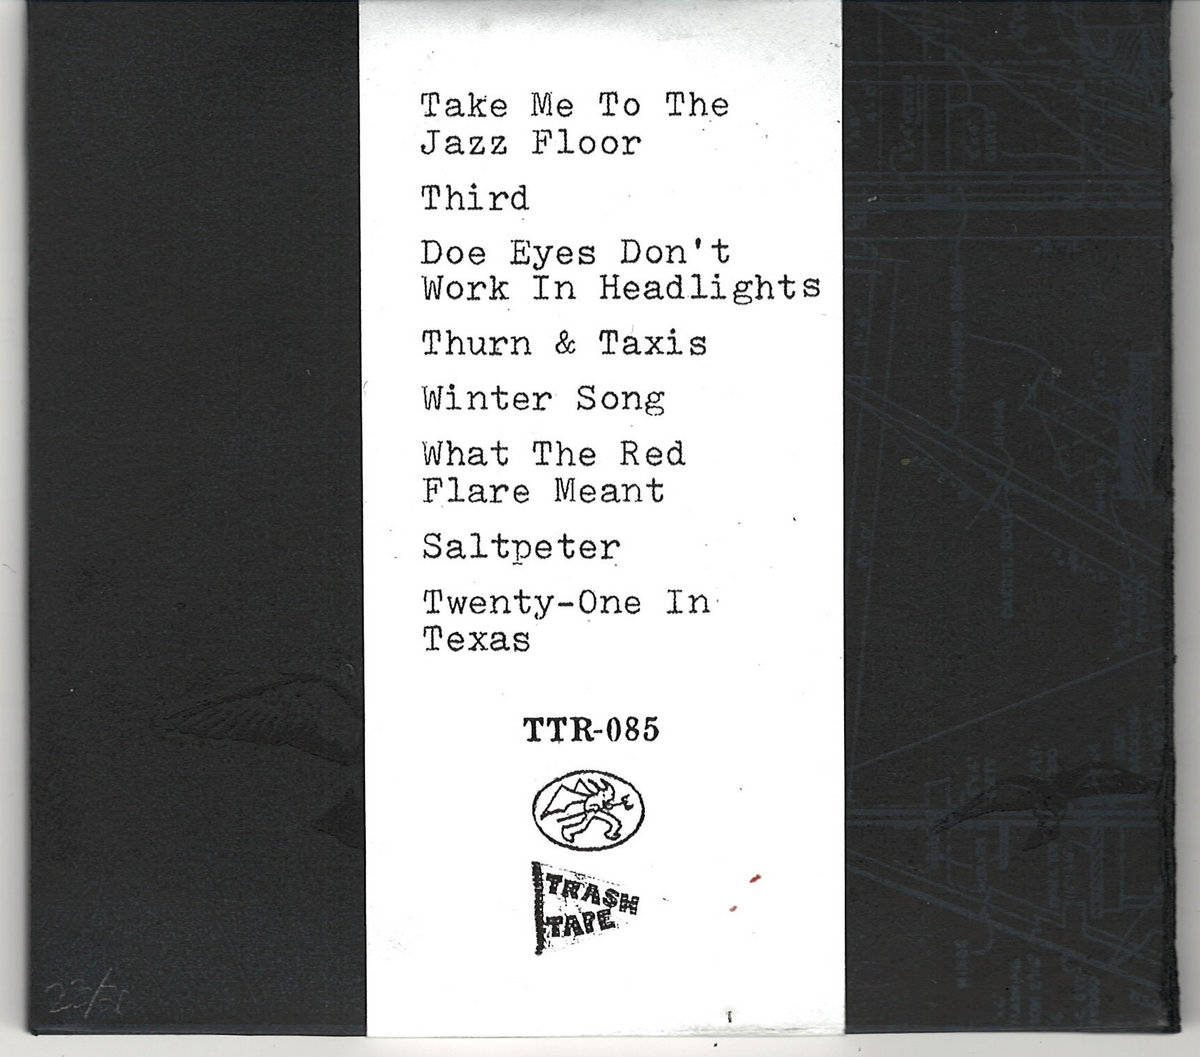 Take Me To The
Jazz Floor
Third
Doe Eyes Don't
Work In Headlights
Thurn & Taxis
Winter Song
What The Red
Flare Meant
Saltpeter
Twenty-One In
Texas
TTR-085
TRASH
TAPE